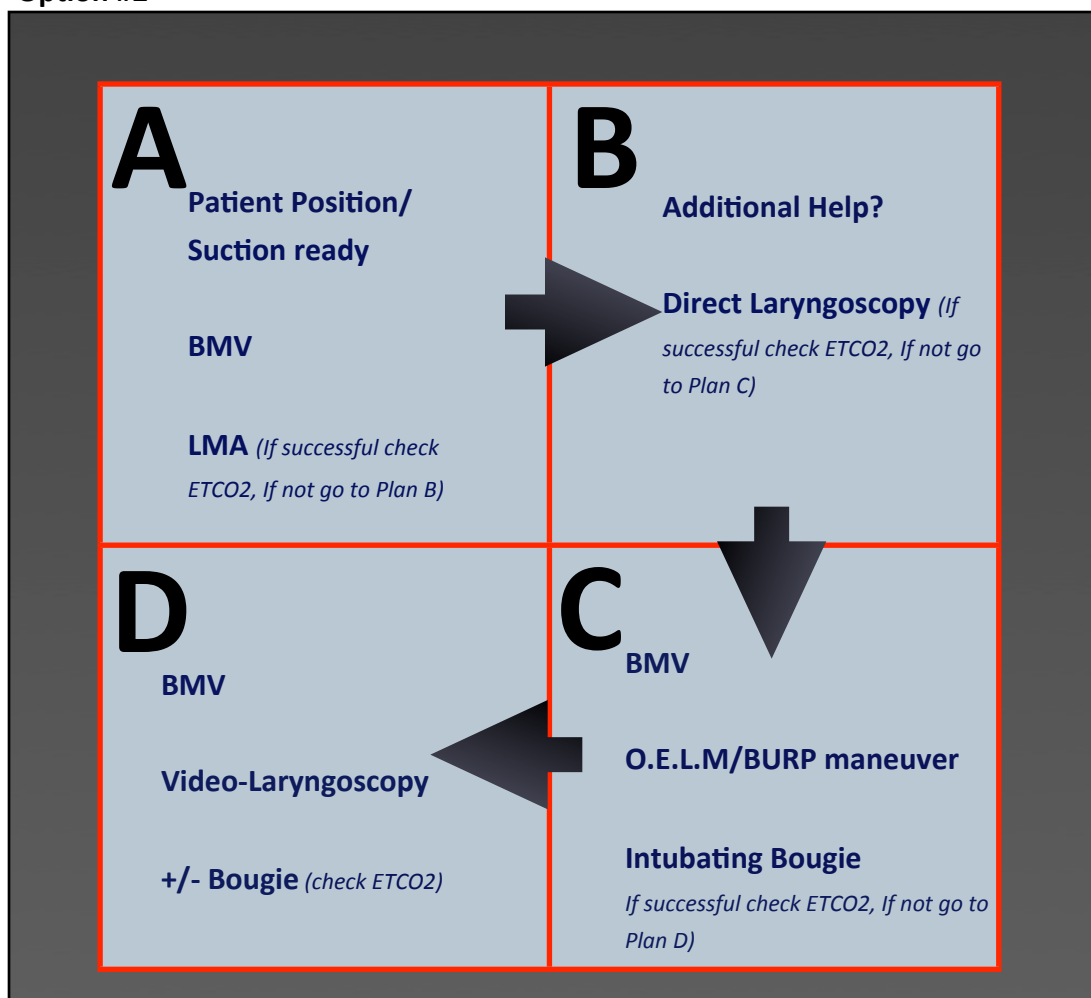 A
Patient Position/
Suction ready
BMV
LMA (If successful check
ETCO2, If not go to Plan B)
B
Additional Help?
Direct Laryngoscopy (If
successful check ETCO2, If not go
to Plan C)
C
BMV
O.E.L.M/BURP maneuver
Intubating Bougie
If successful check ETCO2, If not go to
Plan D)
D
BMV
Video-Laryngoscopy
+/- Bougie (check ETCO2)